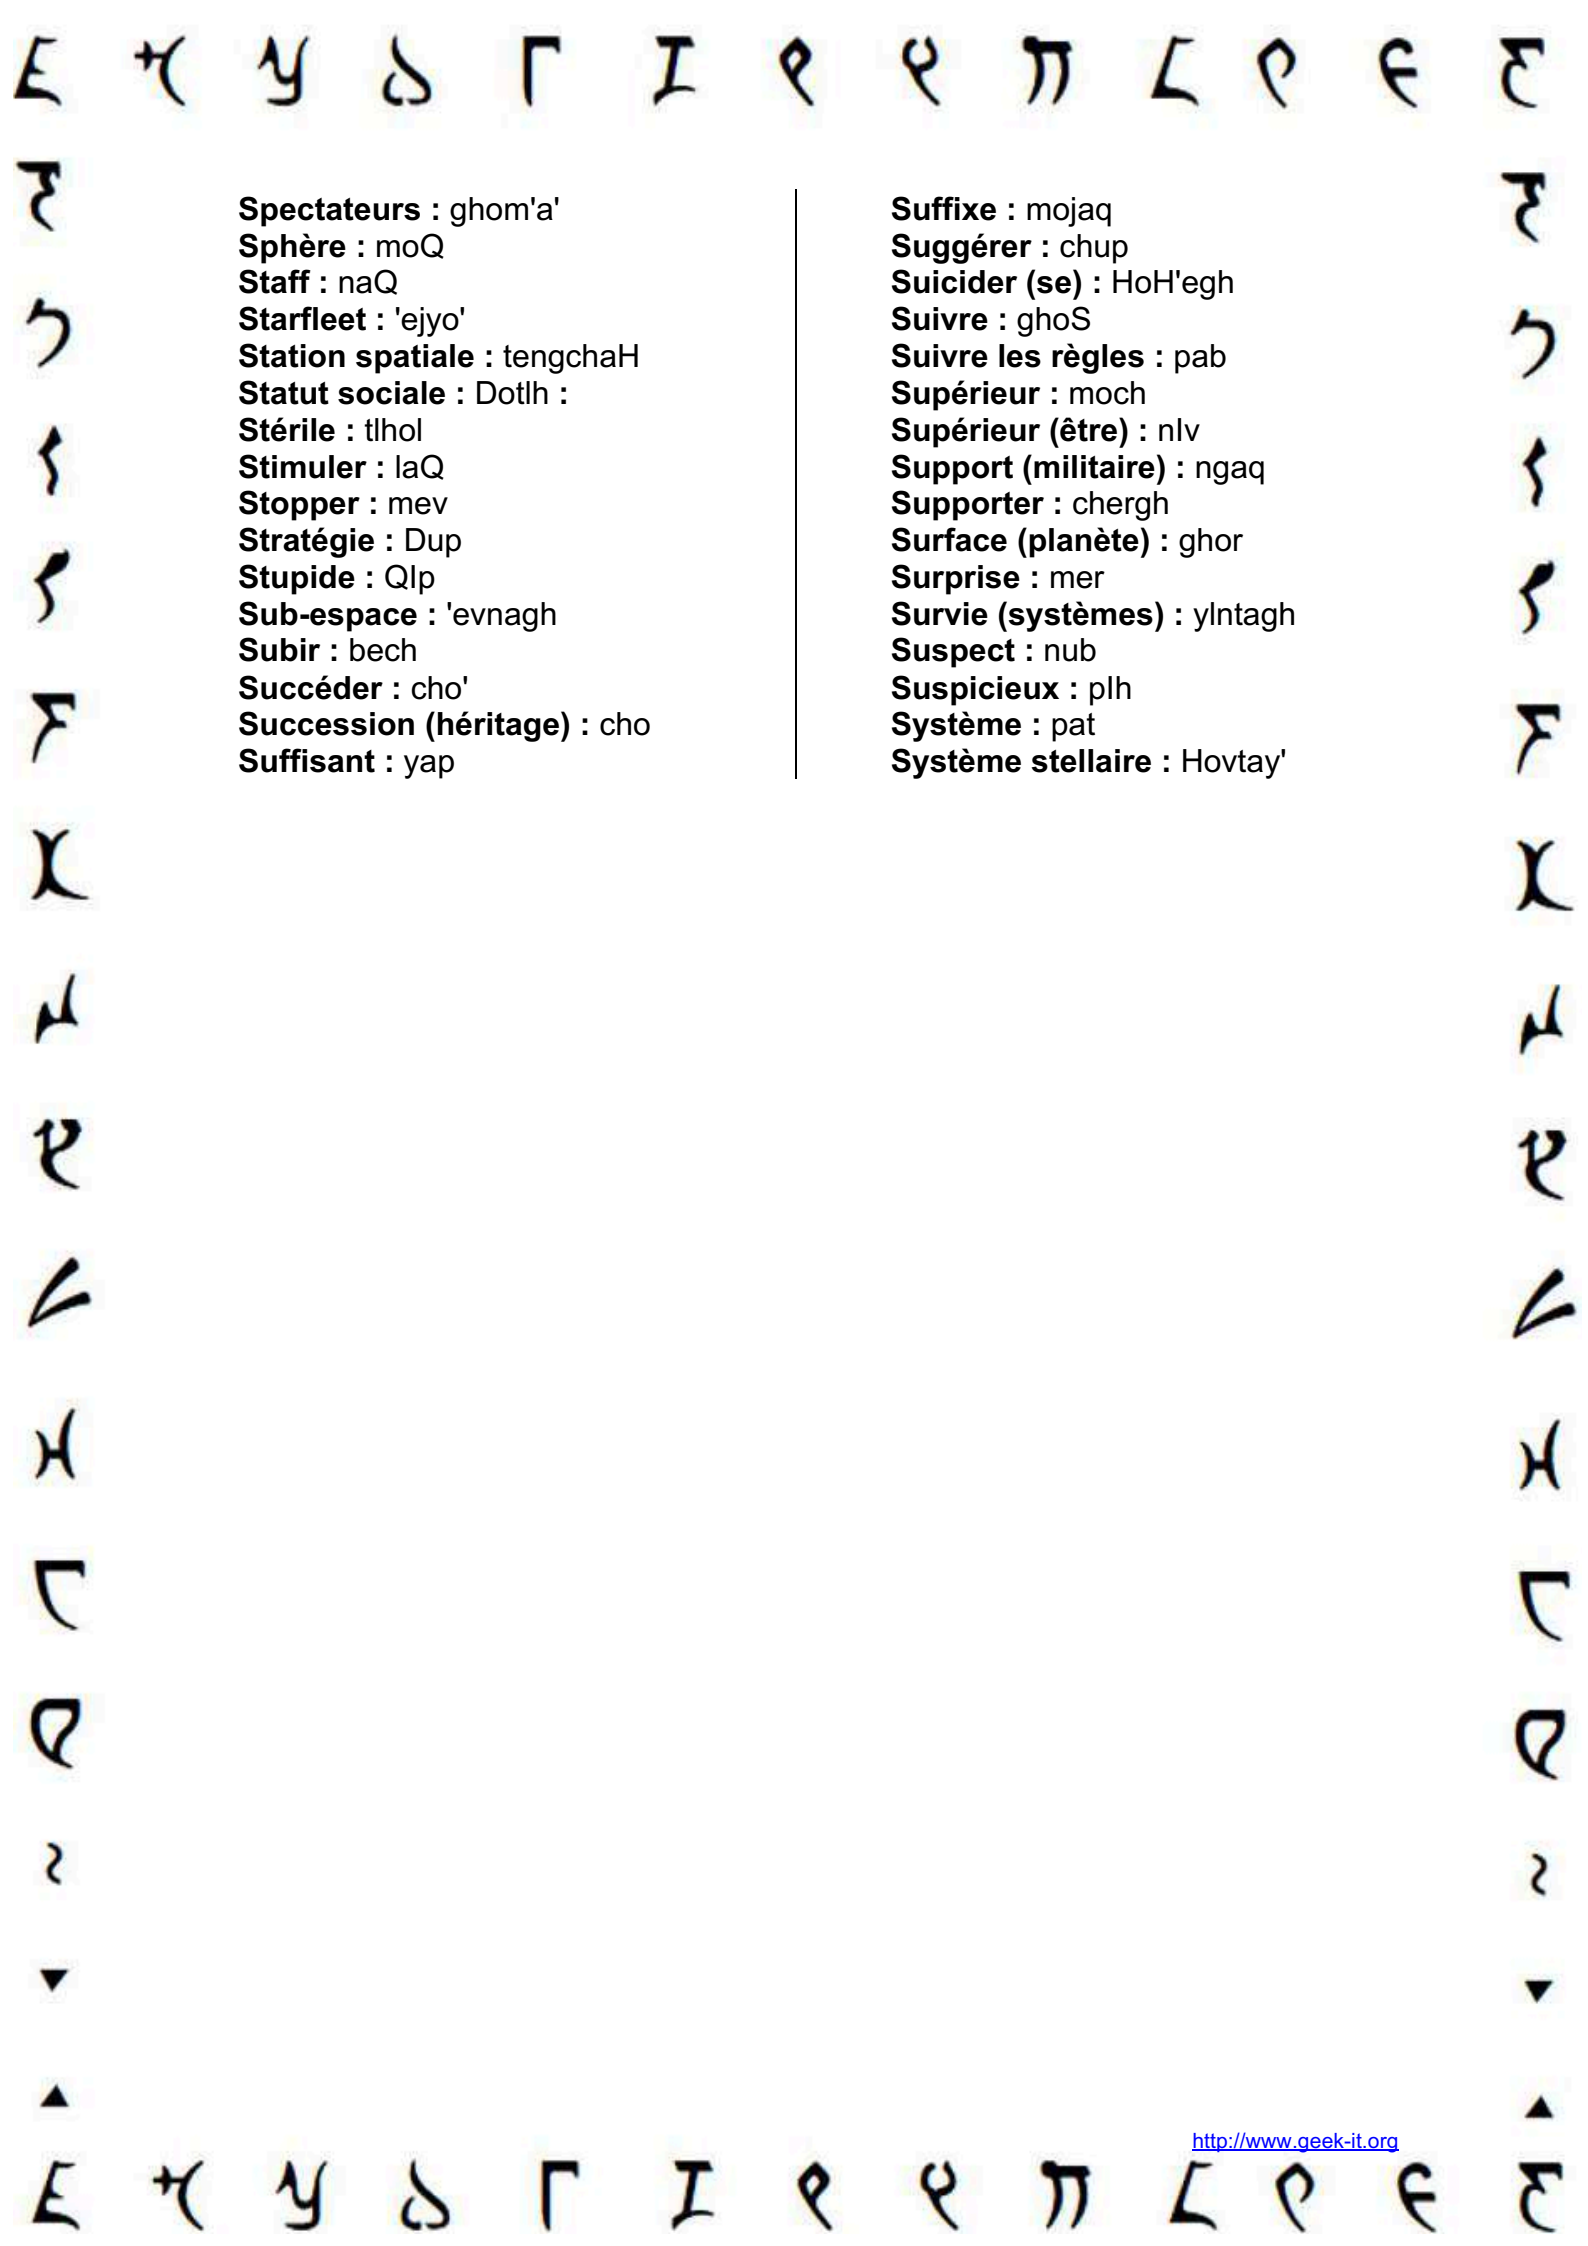 Spectateurs : ghom'a'
Sphère : moQ
Staff : naQ
Starfleet : 'ejyo'
Station spatiale : tengchaH
Statut sociale : Dotlh :
Stérile : tlhol
Stimuler : laQ
Stopper : mev
Stratégie : Dup
Stupide : QIp
Sub-espace : 'evnagh
Subir : bech
Succéder : cho'
Succession (héritage) : cho
Suffisant : yap
Suffixe : mojaq
Suggérer : chup
Suicider (se) : HoH'egh
Suivre : ghoS
Suivre les règles : pab
Supérieur : moch
Supérieur (être) : nIv
Support (militaire) : ngaq
Supporter : chergh
Surface (planète) : ghor
Surprise : mer
Survie (systèmes) : yIntagh
Suspect : nub
Suspicieux : pIh
Système : pat
Système stellaire : Hovtay'
http://www.geek-it.org